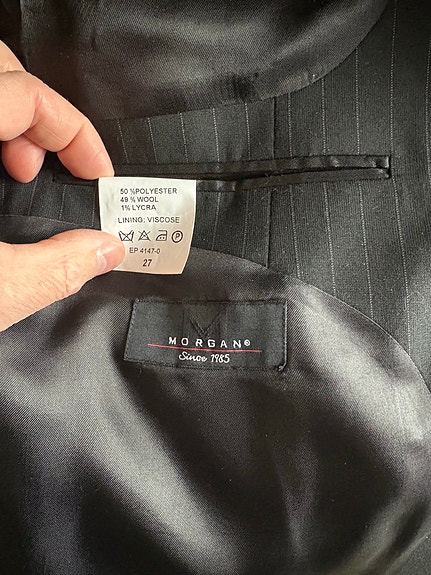 50 %POLYESTER
49 % WOOL
1% LYCRA
LINING: VISCOSE
P
EP 4147-0
27
MORGAN®
Since 1985